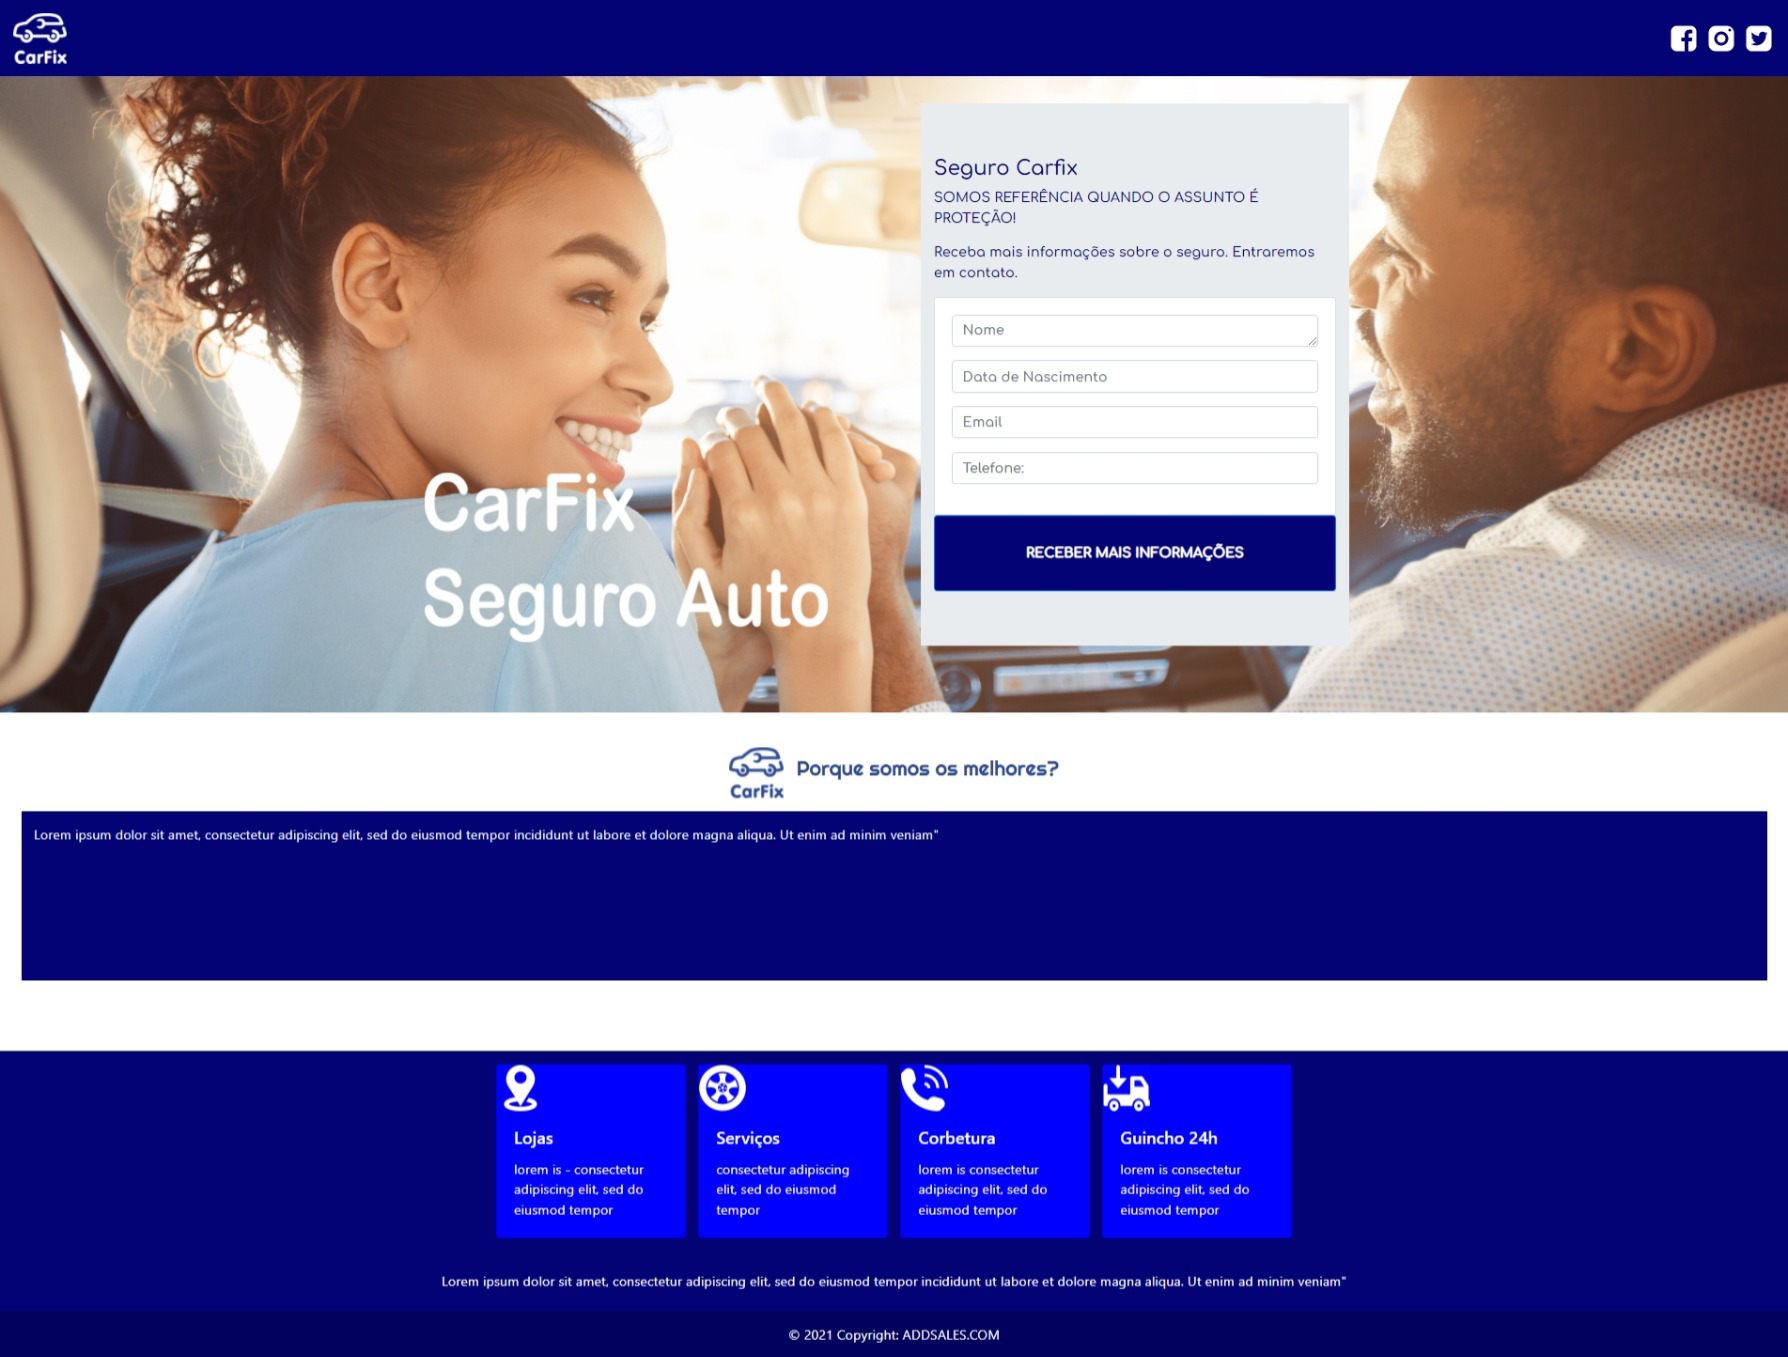 CarFix
Seguro Carfix
SOMOS REFERÊNCIA QUANDO O ASSUNTO É
PROTEÇÃO!
Receba mais informações sobre o seguro. Entraremos
em contato.
Nome
Data de Nascimento
Email
Telefone:
RECEBER MAIS INFORMAÇÕES
CarFix
Seguro Auto
CarFix
Porque somos os melhores?
Lorem ipsum dolor sit amet, consectetur adipiscing elit, sed do eiusmod tempor incididunt ut labore et dolore magna aliqua. Ut enim ad minim veniam"
Lojas
lorem is - consectetur
adipiscing elit, sed do
eiusmod tempor
Serviços
consectetur adipiscing
elit, sed do eiusmod
tempor
Corbetura
lorem is consectetur
adipiscing elit, sed do
eiusmod tempor
Guincho 24h
lorem is consectetur
adipiscing elit, sed do
eiusmod tempor
Lorem ipsum dolor sit amet, consectetur adipiscing elit, sed do eiusmod tempor incididunt ut labore et dolore magna aliqua. Ut enim ad minim veniam"
© 2021 Copyright: ADDSALES.COM